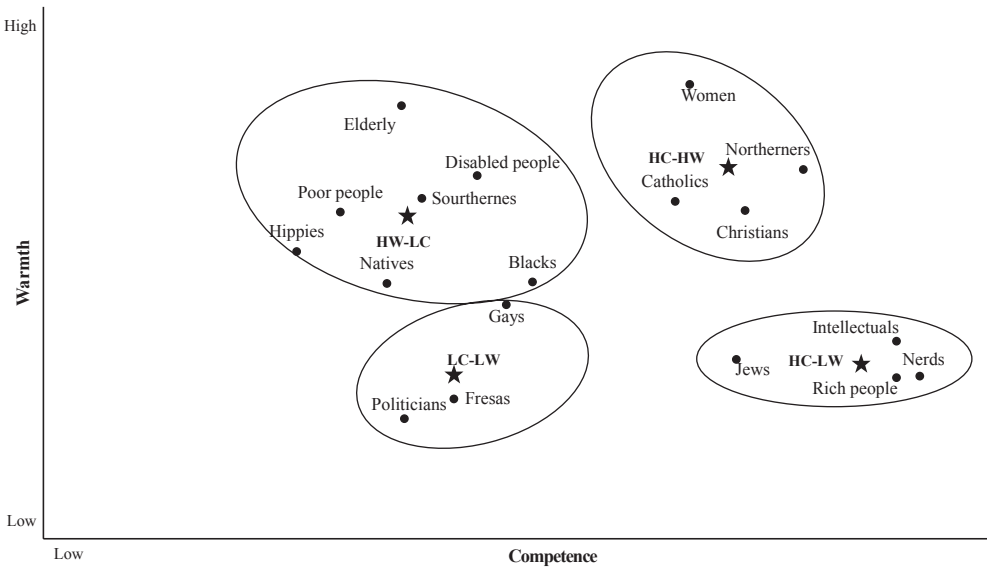 High
Women
Elderly
Northerners
HC-HW
Disabled people
Catholics
Poor people
Sourthernes
Christians
Hippies
HW-LC
Natives
Blacks
Warmth
Gays
Intellectuals
LC-LW
HC-LW
Nerds
Jews
Rich people
Politicians
Fresas
Low
Low
Competence